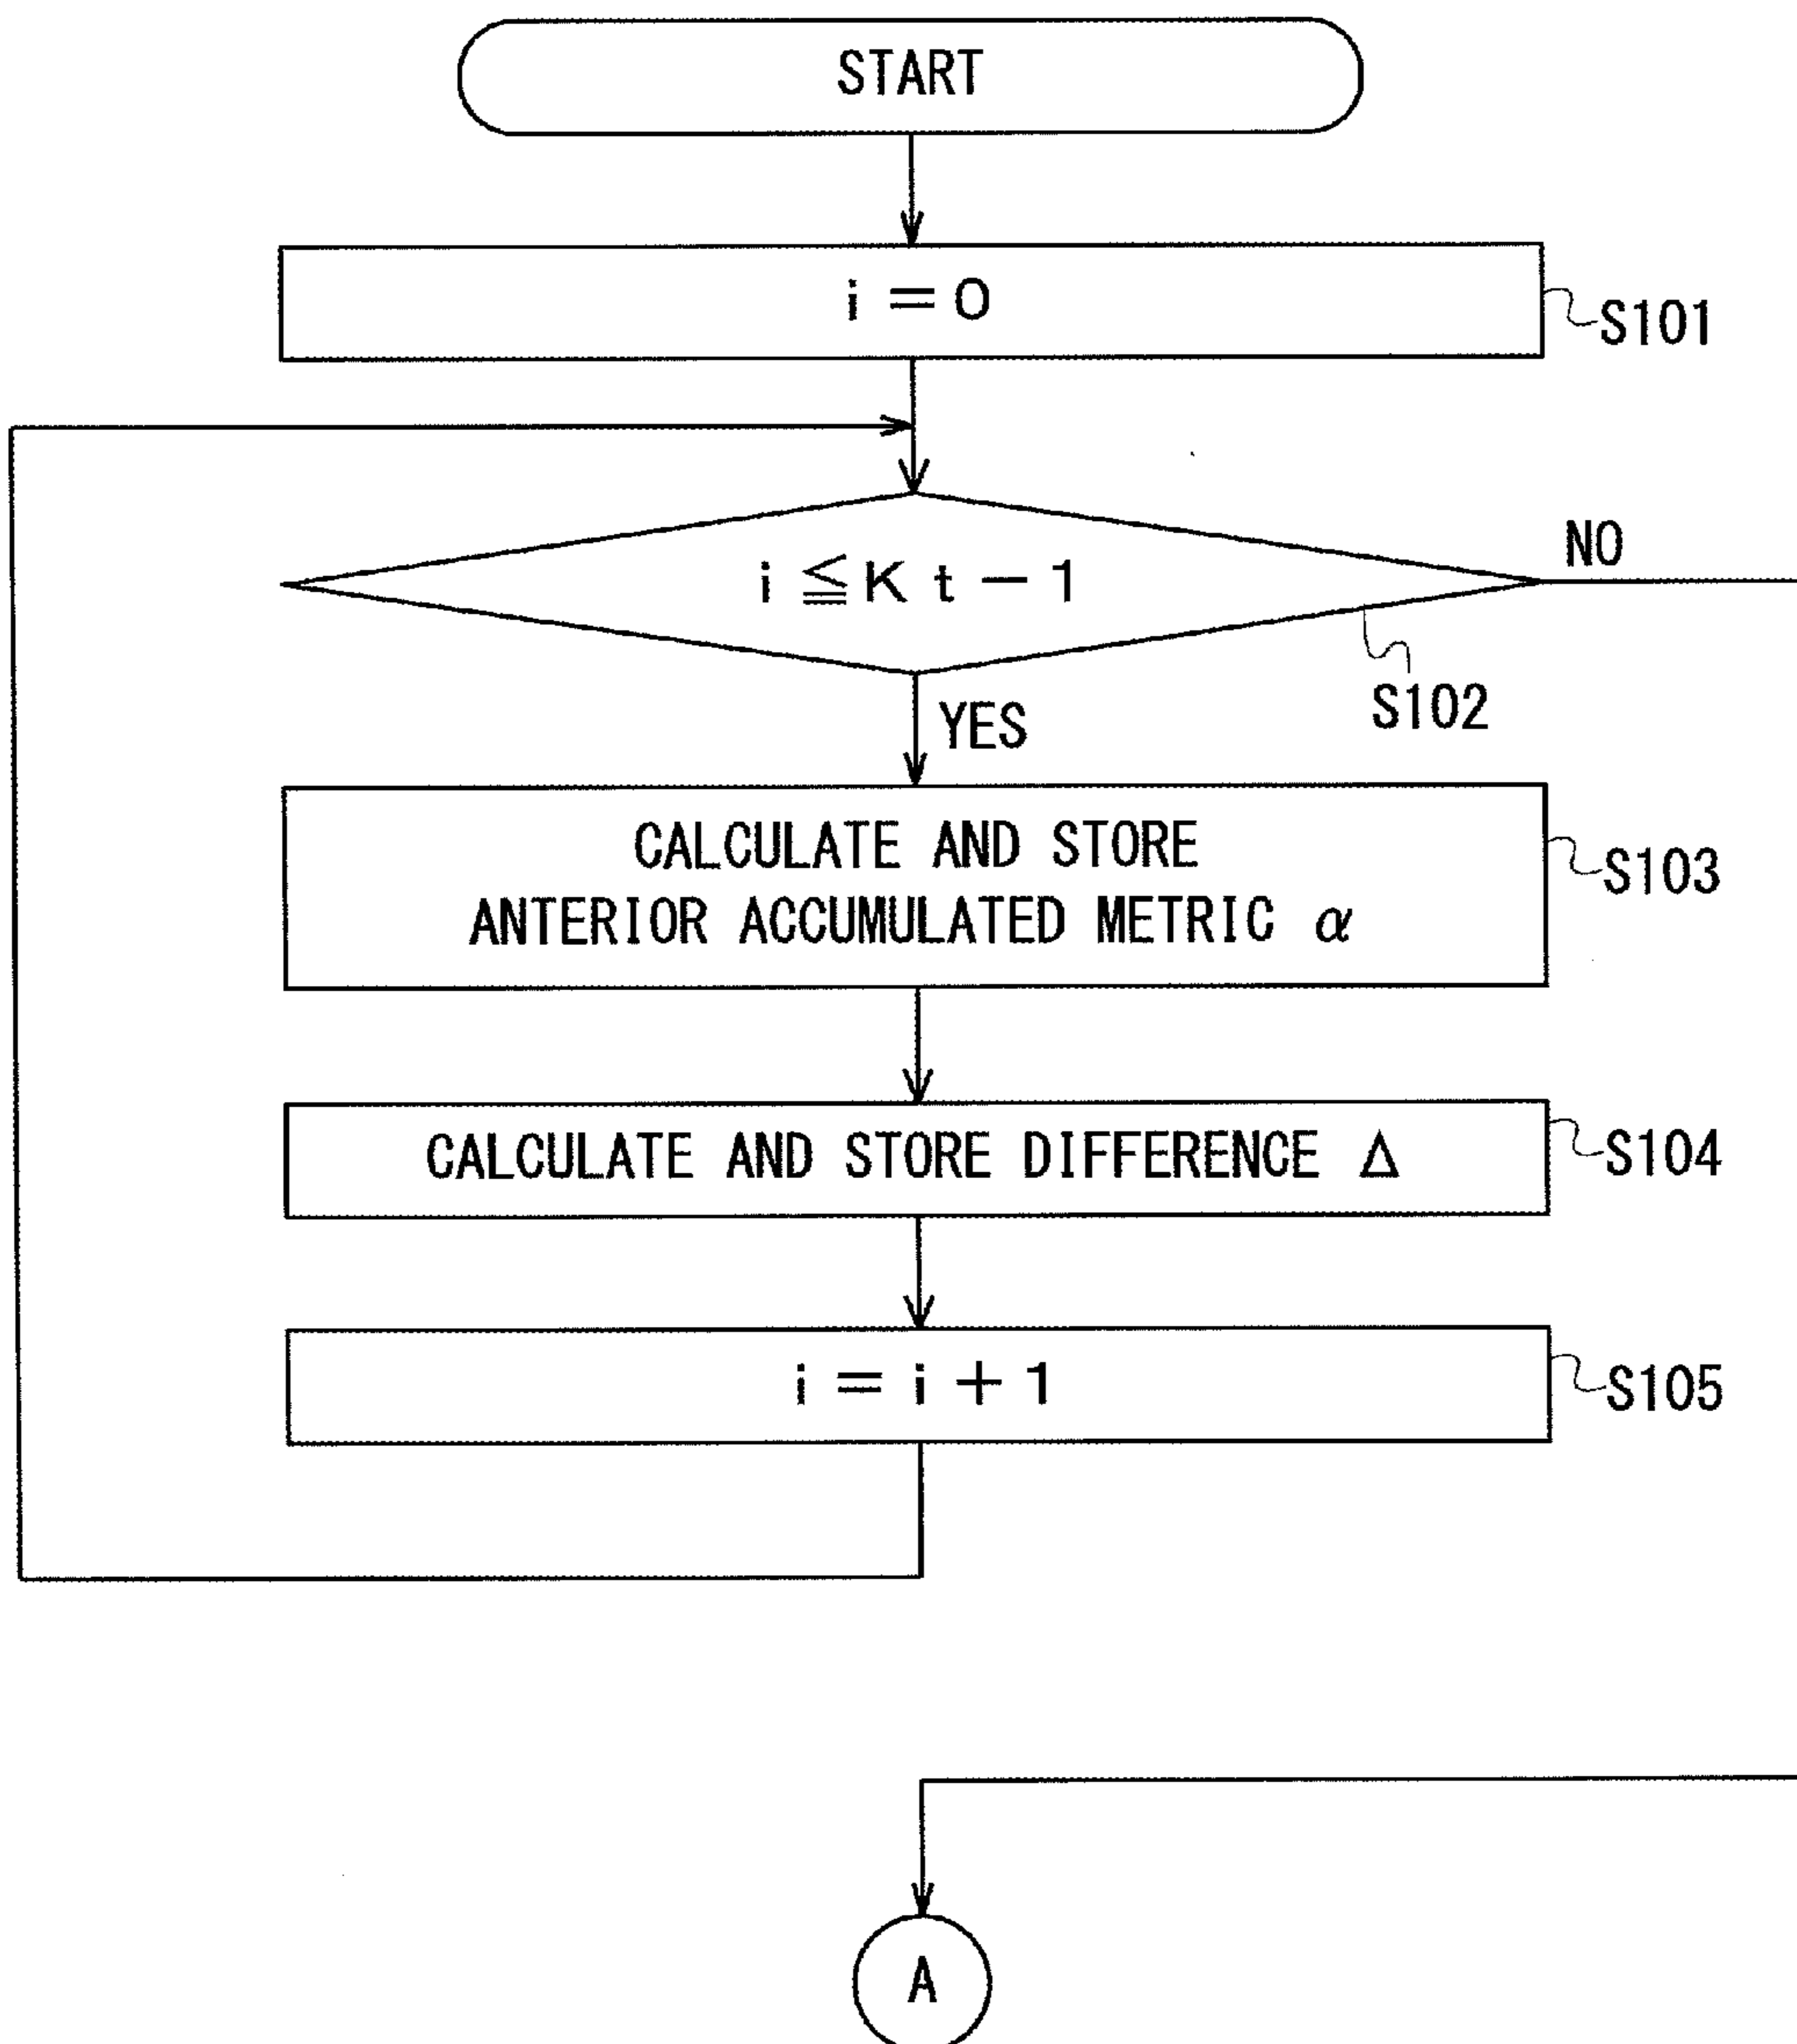 START
i = 0
S101
i ≦ K t - 1
NO
S102
YES
CALCULATE AND STORE
ANTERIOR ACCUMULATED METRIC α
S103
CALCULATE AND STORE DIFFERENCE Δ
S104
i = i + 1
S105
A